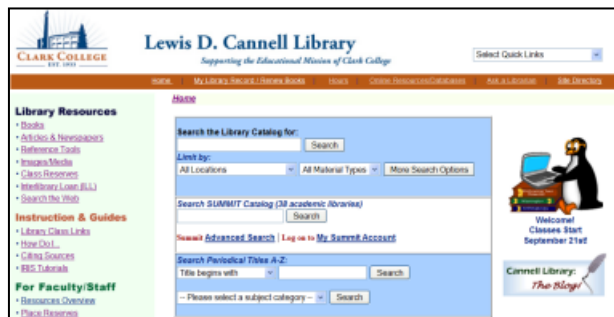 CLARK COLLEGE
EST. 1933
Lewis D. Cannell Library
Supporting the Educational Mission of Clark College
Select Quick Links
Home | My Library Record / Renew Books | Hours | Online Resources/Databases | Ask a Librarian | Site Directory
Home
Library Resources
• Books
• Articles & Newspapers
• Reference Tools
• Images/Media
• Class Reserves
• Interlibrary Loan (ILL)
• Search the Web
Instruction & Guides
• Library Class Links
• How Do I...
• Citing Sources
• IRIS Tutorials
For Faculty/Staff
• Resources Overview
• Place Reserves
Search the Library Catalog for:
Search
Limit by:
All Locations All Material Types More Search Options
Search SUMMIT Catalog (38 academic libraries)
Search
Summit Advanced Search | Log on to My Summit Account
Search Periodical Titles A-Z:
Title begins with Search
-- Please select a subject category -- Search
Welcome!
Classes Start
September 21st!
Cannell Library:
The Blog!